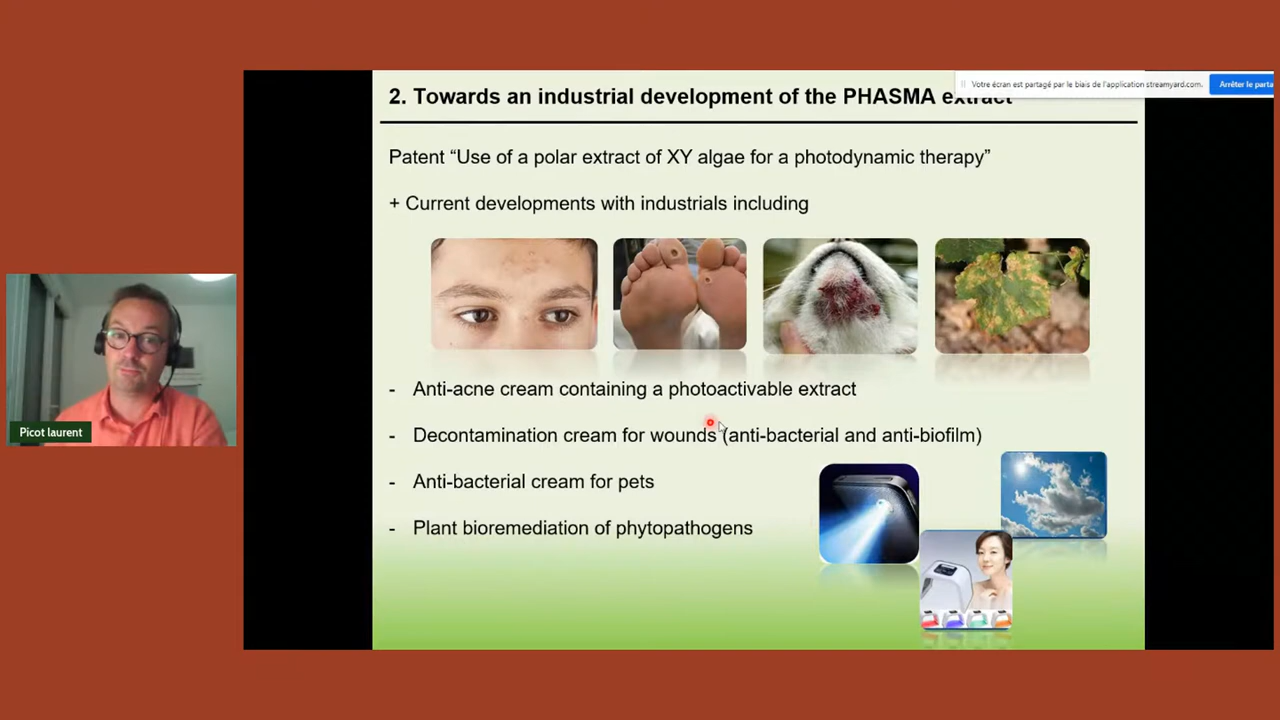 Votre écran est partagé par le biais de l'application streamyard.com.
Arrêter le parta
2. Towards an industrial development of the PHASMA extract
Patent “Use of a polar extract of XY algae for a photodynamic therapy”
+ Current developments with industrials including
- Anti-acne cream containing a photoactivable extract
- Decontamination cream for wounds (anti-bacterial and anti-biofilm)
- Anti-bacterial cream for pets
- Plant bioremediation of phytopathogens
Picot laurent